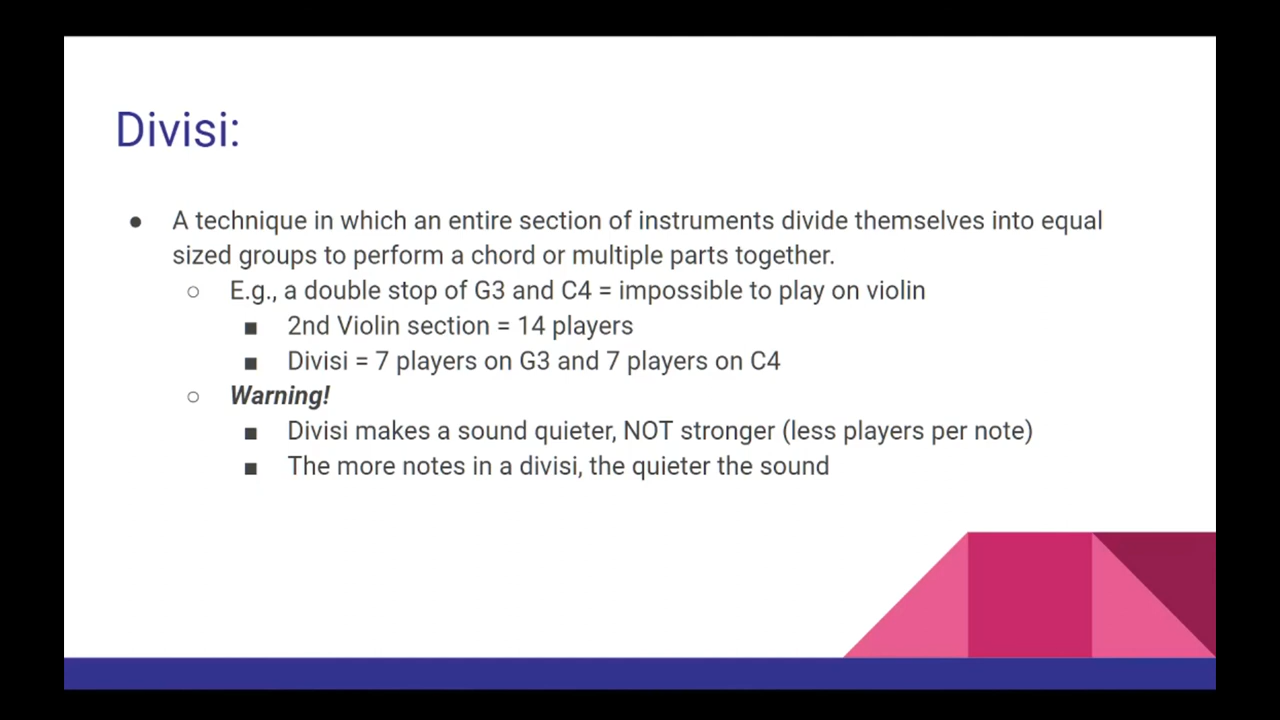 Divisi:
● A technique in which an entire section of instruments divide themselves into equal
sized groups to perform a chord or multiple parts together.
○ E.g., a double stop of G3 and C4 = impossible to play on violin
■ 2nd Violin section = 14 players
■ Divisi = 7 players on G3 and 7 players on C4
○ Warning!
■ Divisi makes a sound quieter, NOT stronger (less players per note)
■ The more notes in a divisi, the quieter the sound